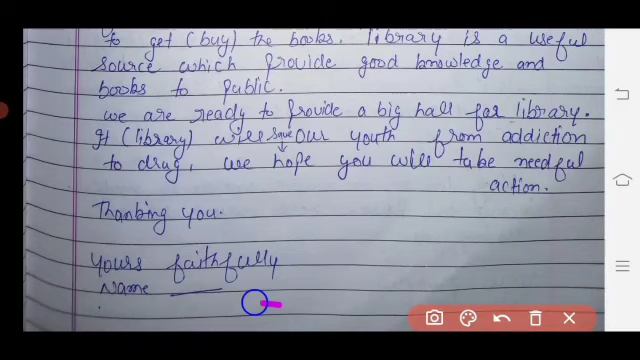 to get (buy) the books. library is a useful
source which provide good knowledge and
books to public.
we are ready to provide a big hall for library.
It (library) will save our youth from addiction
to drug, we hope you will take needful
action.
Thanking you.
Yours faithfully
Name